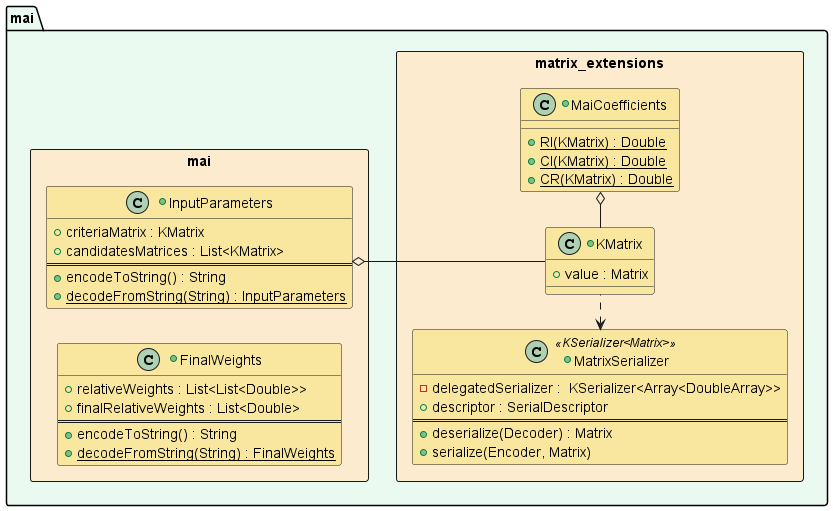 mai
matrix_extensions
C MaiCoefficients
RI(KMatrix) : Double
CI(KMatrix) : Double
CR(KMatrix) : Double
mai
C InputParameters
criteriaMatrix : KMatrix
candidatesMatrices : List<KMatrix>
encodeToString() : String
decodeFromString(String) : InputParameters
C KMatrix
value : Matrix
C FinalWeights
relativeWeights : List<List<Double>>
finalRelativeWeights : List<Double>
encodeToString() : String
decodeFromString(String) : FinalWeights
«KSerializer<Matrix>»
C MatrixSerializer
delegatedSerializer : KSerializer<Array<DoubleArray>>
descriptor : SerialDescriptor
deserialize(Decoder) : Matrix
serialize(Encoder, Matrix)